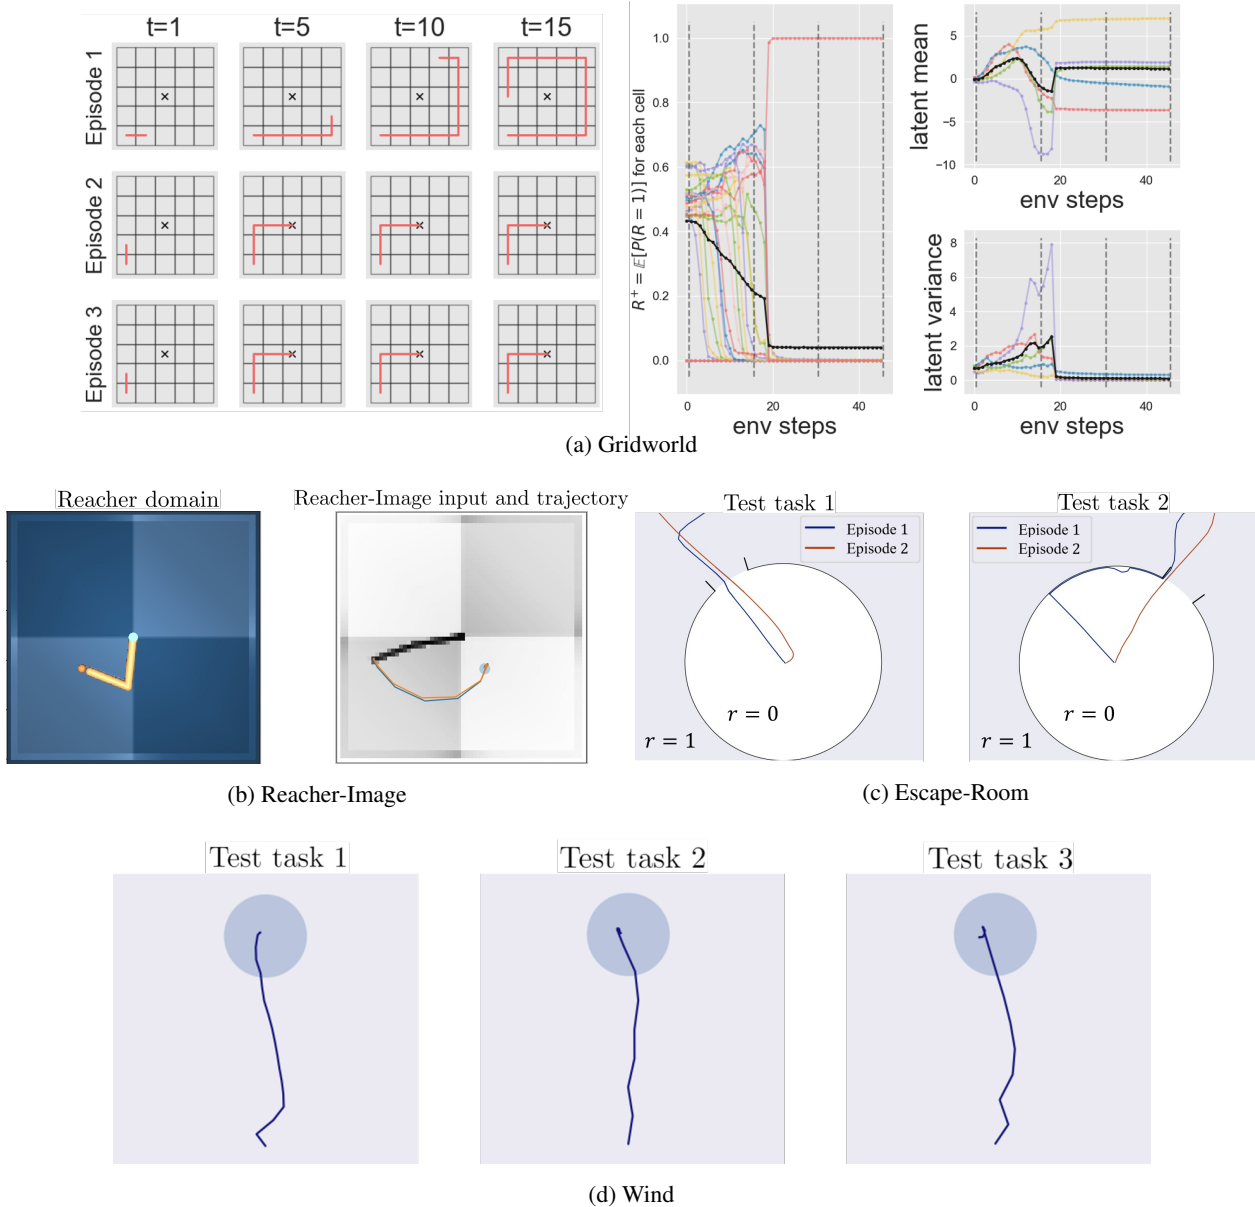 t=1 t=5 t=10 t=15
Episode 1
Episode 2
Episode 3
R⁺ = 𝔼[P(R = 1)] for each cell
1.0
0.8
0.6
0.4
0.2
0.0
0 20 40
env steps
latent mean
5
0
−5
−10
0 20 40
env steps
latent variance
8
6
4
2
0
0 20 40
env steps
(a) Gridworld
Reacher domain
Reacher-Image input and trajectory
(b) Reacher-Image
Test task 1
Episode 1
Episode 2
r = 0
r = 1
Test task 2
Episode 1
Episode 2
r = 0
r = 1
(c) Escape-Room
Test task 1
Test task 2
Test task 3
(d) Wind